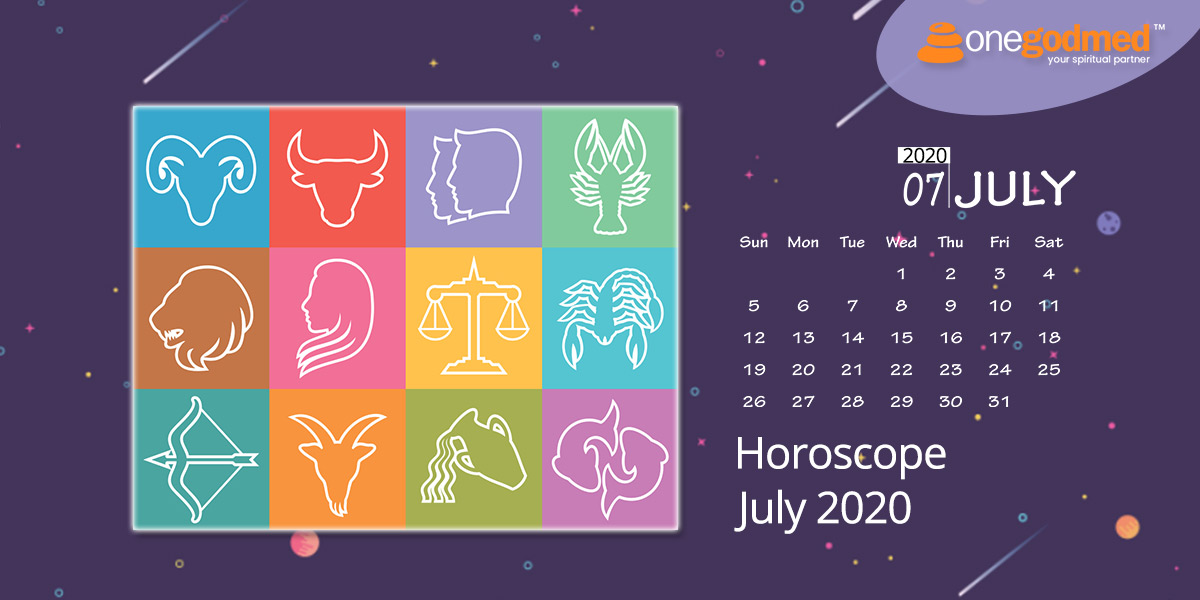 onegodmed™
your spiritual partner
2020
07 JULY
Sun Mon Tue Wed Thu Fri Sat
1 2 3 4
5 6 7 8 9 10 11
12 13 14 15 16 17 18
19 20 21 22 23 24 25
26 27 28 29 30 31
Horoscope
July 2020